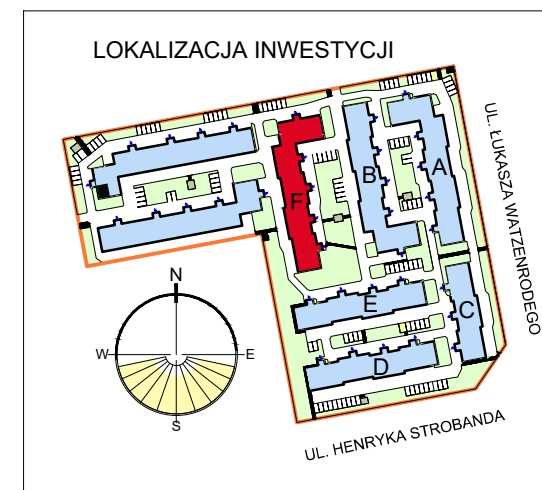 LOKALIZACJA INWESTYCJI
UL. ŁUKASZA WATZENRODEGO
A
B
F
C
E
D
N
W
E
S
UL. HENRYKA STROBANDA